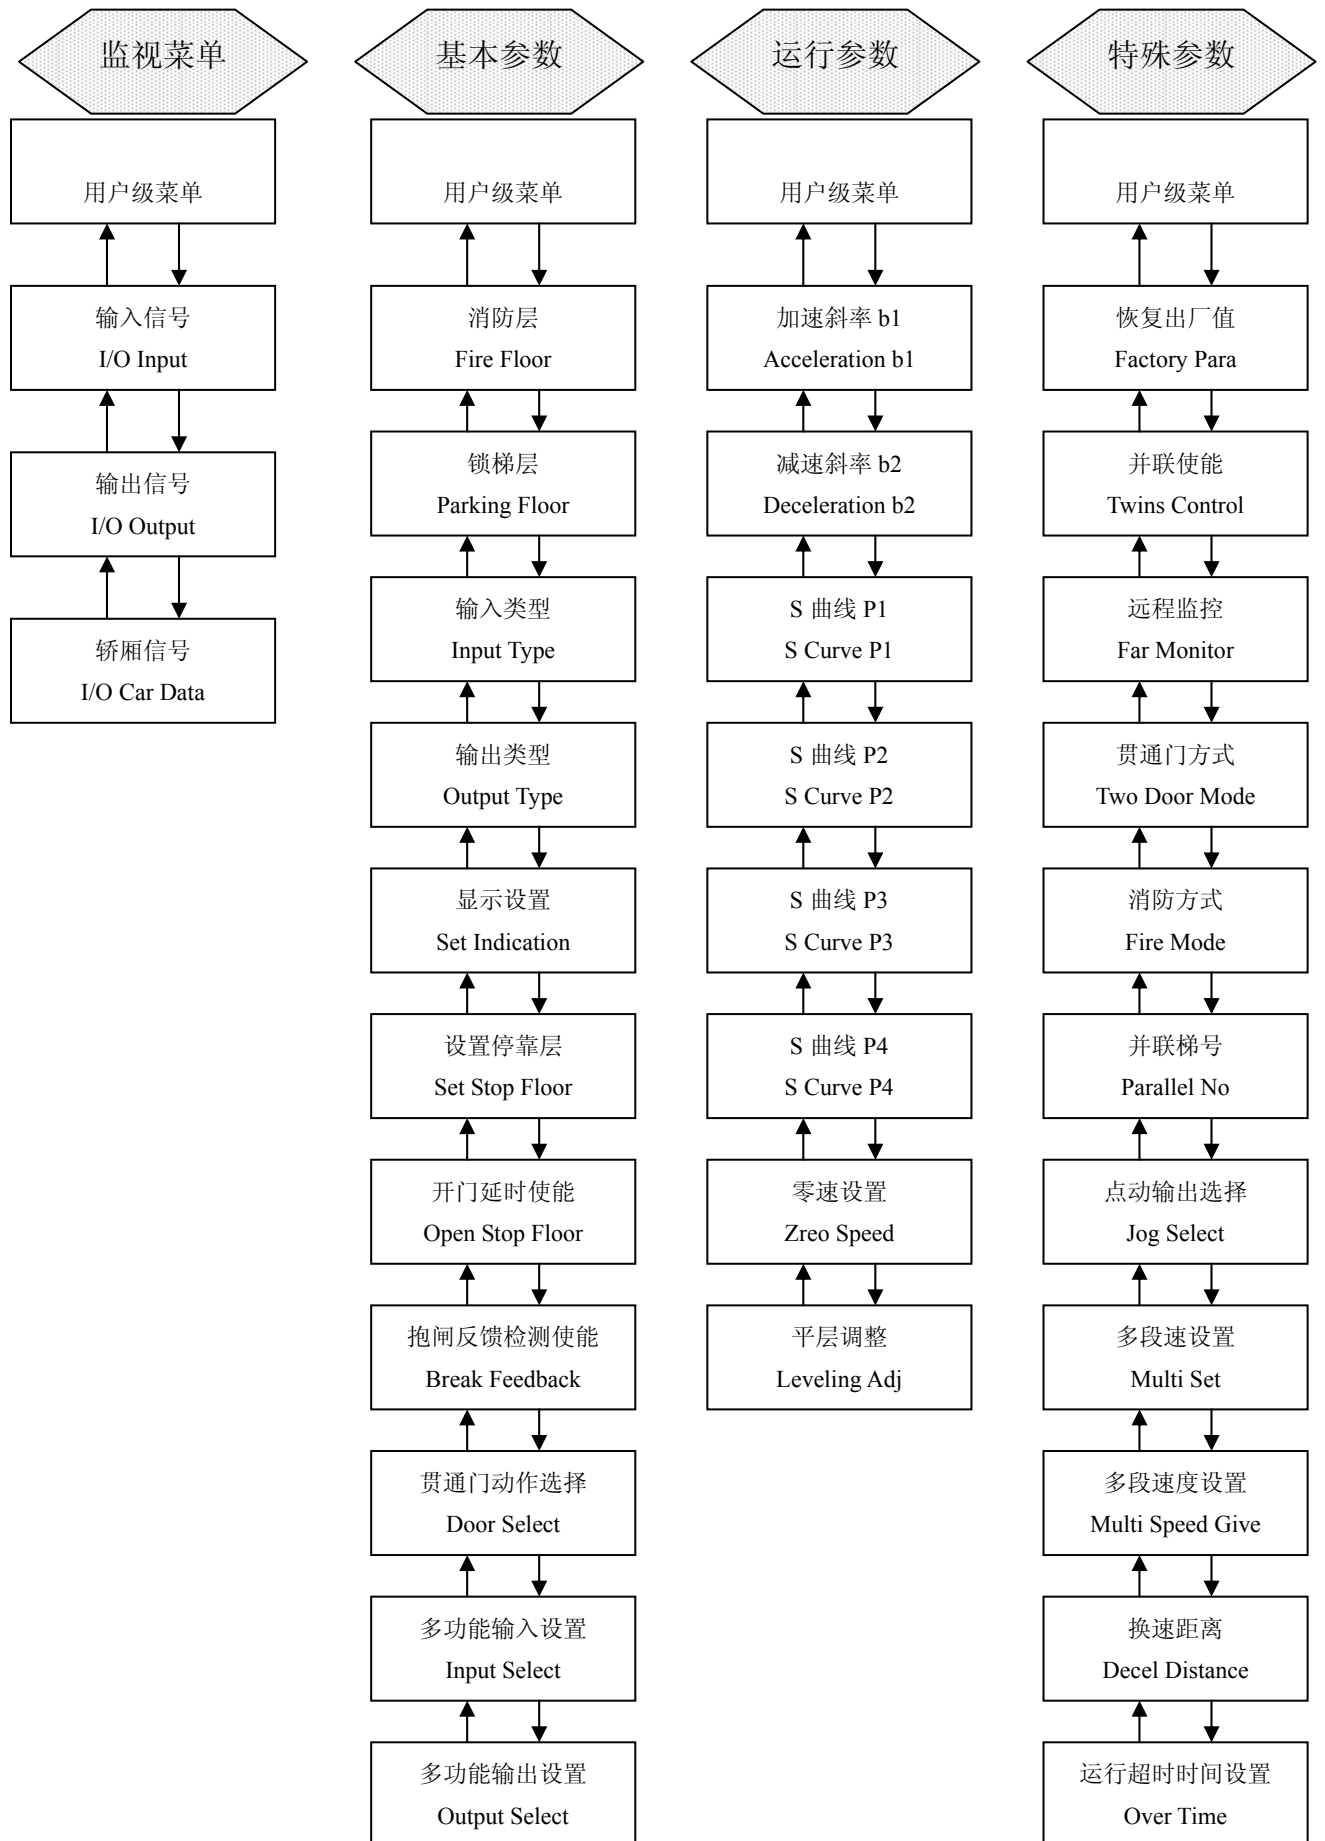 监视菜单
用户级菜单
输入信号
I/O Input
输出信号
I/O Output
轿厢信号
I/O Car Data
基本参数
用户级菜单
消防层
Fire Floor
锁梯层
Parking Floor
输入类型
Input Type
输出类型
Output Type
显示设置
Set Indication
设置停靠层
Set Stop Floor
开门延时使能
Open Stop Floor
抱闸反馈检测使能
Break Feedback
贯通门动作选择
Door Select
多功能输入设置
Input Select
多功能输出设置
Output Select
运行参数
用户级菜单
加速斜率 b1
Acceleration b1
减速斜率 b2
Deceleration b2
S 曲线 P1
S Curve P1
S 曲线 P2
S Curve P2
S 曲线 P3
S Curve P3
S 曲线 P4
S Curve P4
零速设置
Zreo Speed
平层调整
Leveling Adj
特殊参数
用户级菜单
恢复出厂值
Factory Para
并联使能
Twins Control
远程监控
Far Monitor
贯通门方式
Two Door Mode
消防方式
Fire Mode
并联梯号
Parallel No
点动输出选择
Jog Select
多段速设置
Multi Set
多段速度设置
Multi Speed Give
换速距离
Decel Distance
运行超时时间设置
Over Time